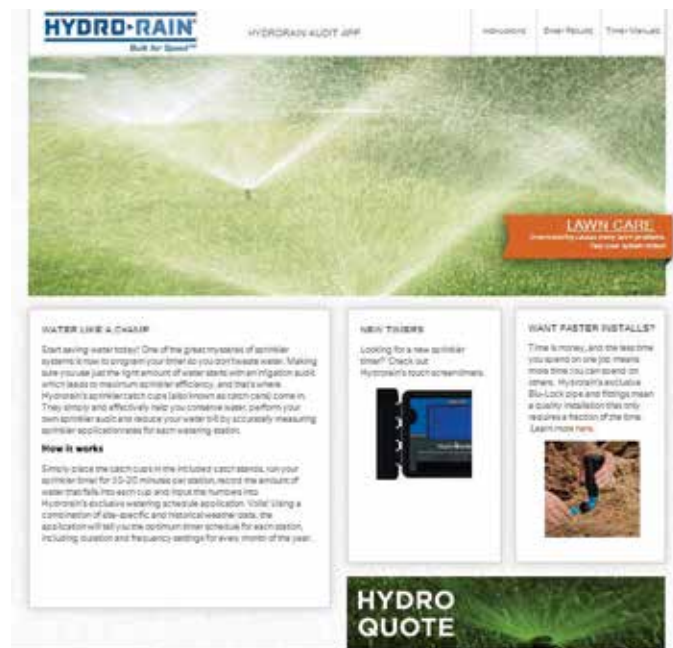 HYDRO-RAIN
Built for Speed™
HYDRORAIN AUDIT APP
Instructions
Timer Manuals
LAWN CARE
WATER LIKE A CHAMP
Start saving water today! One of the great mysteries of sprinkler
systems is how to program your timer so you don't waste water. Making
sure you use just the right amount of water starts with an irrigation audit
which leads to maximum sprinkler efficiency, and that's where
Hydrorain's sprinkler catch cups (also known as catch cans) come in.
They simply and effectively help you conserve water, perform your
own sprinkler audit and reduce your water bill by accurately measuring
sprinkler application rates for each watering station.
How it works
Simply place the catch cups in the included catch stands, run your
sprinkler timer for 10-20 minutes per station, record the amount of
water that falls into each cup and input the numbers into
Hydrorain's exclusive watering schedule application. Voila! Using a
combination of site-specific and historical weather data, the
application will tell you the optimum timer schedule for each station,
including duration and frequency settings for every month of the year.
NEW TIMERS
Looking for a new sprinkler
timer? Check out
Hydrorain's touch screen timers.
WANT FASTER INSTALLS?
Time is money, and the less time
you spend on one job means
more time you can spend on
others. Hydrorain's exclusive
Blu-Lock pipe and fittings mean
a quality installation that only
requires a fraction of the time.
Learn more here.
HYDRO
QUOTE